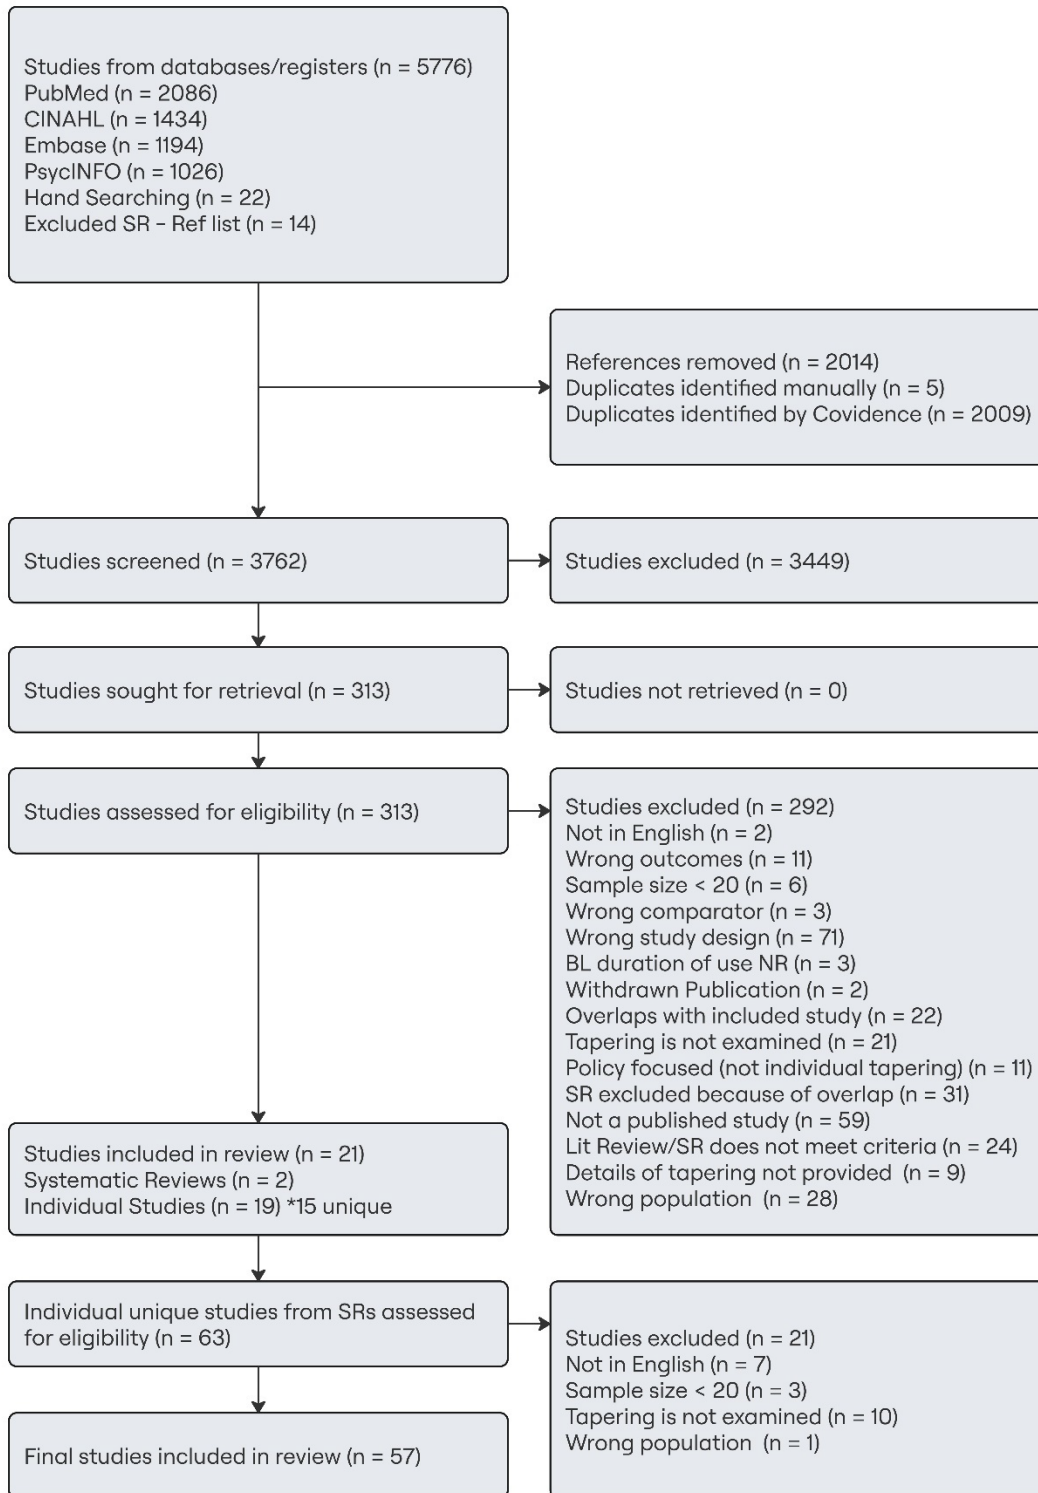 Studies from databases/registers (n = 5776)
PubMed (n = 2086)
CINAHL (n = 1434)
Embase (n = 1194)
PsycINFO (n = 1026)
Hand Searching (n = 22)
Excluded SR - Ref list (n = 14)
References removed (n = 2014)
Duplicates identified manually (n = 5)
Duplicates identified by Covidence (n = 2009)
Studies screened (n = 3762)
Studies excluded (n = 3449)
Studies sought for retrieval (n = 313)
Studies not retrieved (n = 0)
Studies assessed for eligibility (n = 313)
Studies excluded (n = 292)
Not in English (n = 2)
Wrong outcomes (n = 11)
Sample size < 20 (n = 6)
Wrong comparator (n = 3)
Wrong study design (n = 71)
BL duration of use NR (n = 3)
Withdrawn Publication (n = 2)
Overlaps with included study (n = 22)
Tapering is not examined (n = 21)
Policy focused (not individual tapering) (n = 11)
SR excluded because of overlap (n = 31)
Not a published study (n = 59)
Lit Review/SR does not meet criteria (n = 24)
Details of tapering not provided (n = 9)
Wrong population (n = 28)
Studies included in review (n = 21)
Systematic Reviews (n = 2)
Individual Studies (n = 19) *15 unique
Individual unique studies from SRs assessed
for eligibility (n = 63)
Studies excluded (n = 21)
Not in English (n = 7)
Sample size < 20 (n = 3)
Tapering is not examined (n = 10)
Wrong population (n = 1)
Final studies included in review (n = 57)